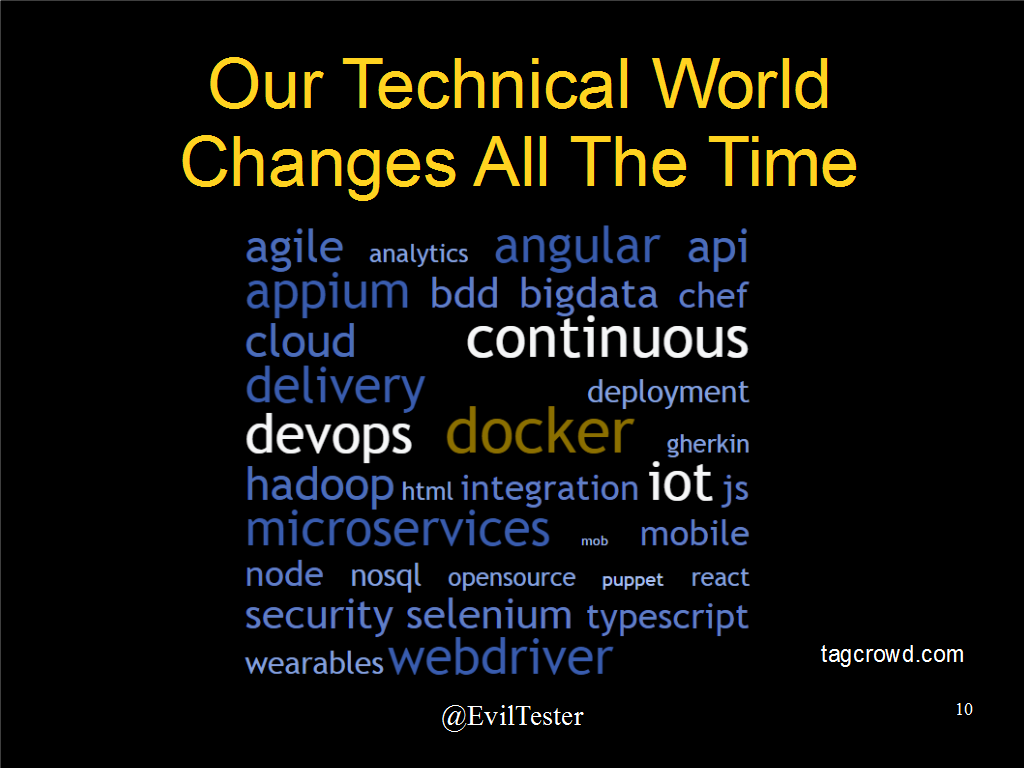 Our Technical World
Changes All The Time
agile analytics angular api
appium bdd bigdata chef
cloud continuous
delivery deployment
devops docker gherkin
hadoop html integration iot js
microservices mob mobile
node nosql opensource puppet react
security selenium typescript
wearables webdriver
tagcrowd.com
@EvilTester
10